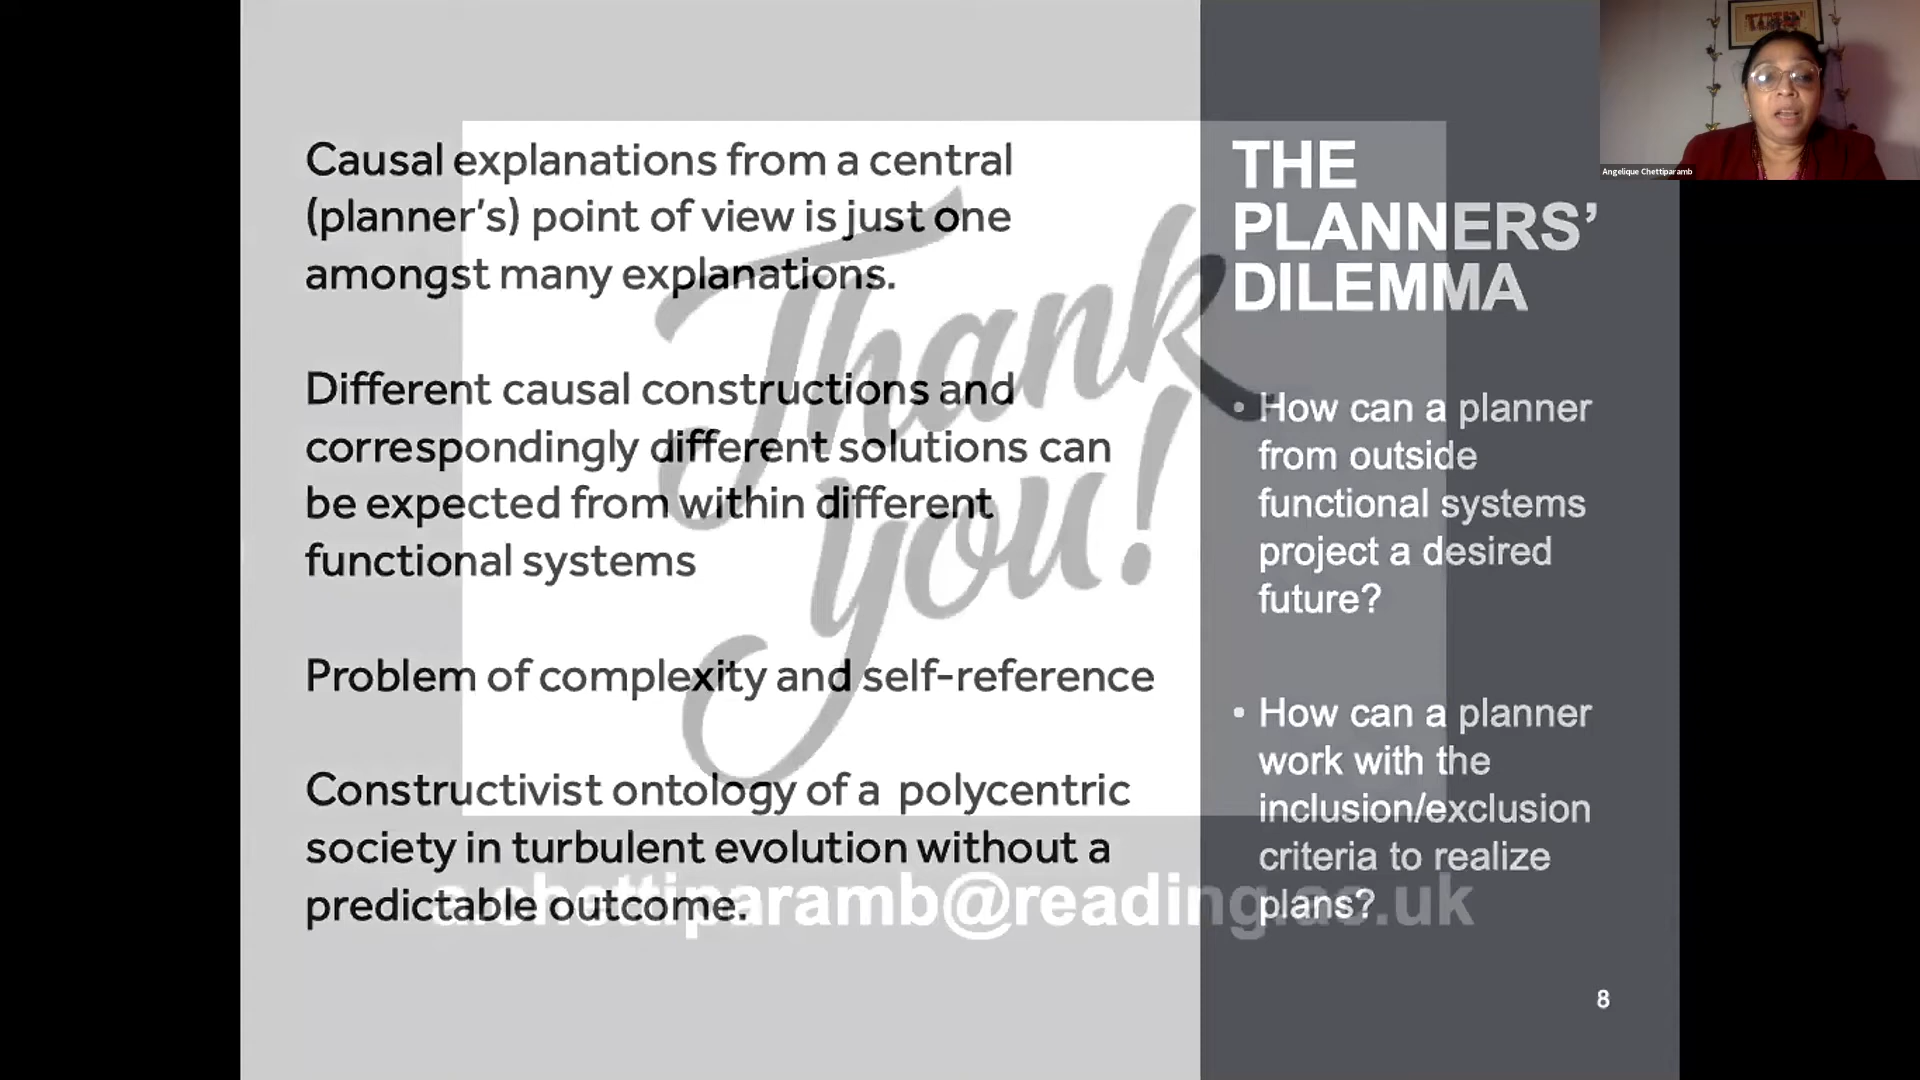 Causal explanations from a central
(planner’s) point of view is just one
amongst many explanations.
Different causal constructions and
correspondingly different solutions can
be expected from within different
functional systems
Problem of complexity and self-reference
Constructivist ontology of a polycentric
society in turbulent evolution without a
predictable outcome.
THE
PLANNERS’
DILEMMA
• How can a planner
from outside
functional systems
project a desired
future?
• How can a planner
work with the
inclusion/exclusion
criteria to realize
plans?
8
Thank
you!
a.chettiparamb@reading.ac.uk
Angelique Chettiparamb